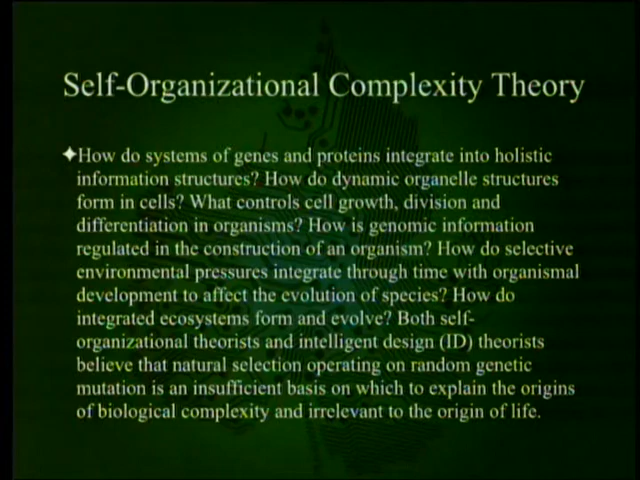 Self-Organizational Complexity Theory
✦How do systems of genes and proteins integrate into holistic
information structures? How do dynamic organelle structures
form in cells? What controls cell growth, division and
differentiation in organisms? How is genomic information
regulated in the construction of an organism? How do selective
environmental pressures integrate through time with organismal
development to affect the evolution of species? How do
integrated ecosystems form and evolve? Both self-
organizational theorists and intelligent design (ID) theorists
believe that natural selection operating on random genetic
mutation is an insufficient basis on which to explain the origins
of biological complexity and irrelevant to the origin of life.